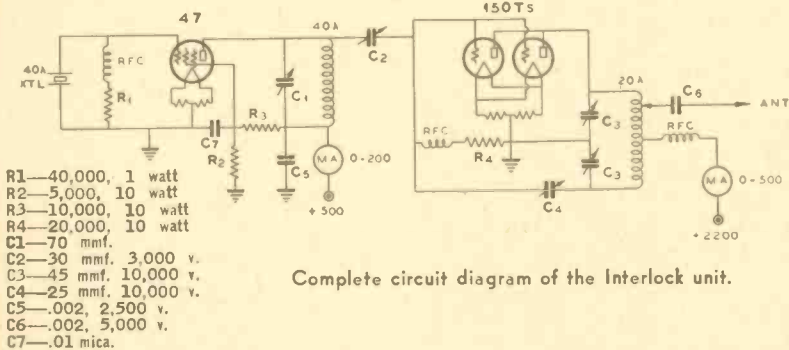 47
150Ts
40A
C2
RFC
40A
XTL
R1
C1
20A
C6
ANT
R3
C7
R2
C5
MA
0-200
+500
RFC
R4
C3
C3
C4
RFC
MA
0-500
+2200
R1—40,000, 1 watt
R2—5,000, 10 watt
R3—10,000, 10 watt
R4—20,000, 10 watt
C1—70 mmf.
C2—30 mmf. 3,000 v.
C3—45 mmf. 10,000 v.
C4—25 mmf. 10,000 v.
C5—.002, 2,500 v.
C6—.002, 5,000 v.
C7—.01 mica.
Complete circuit diagram of the Interlock unit.